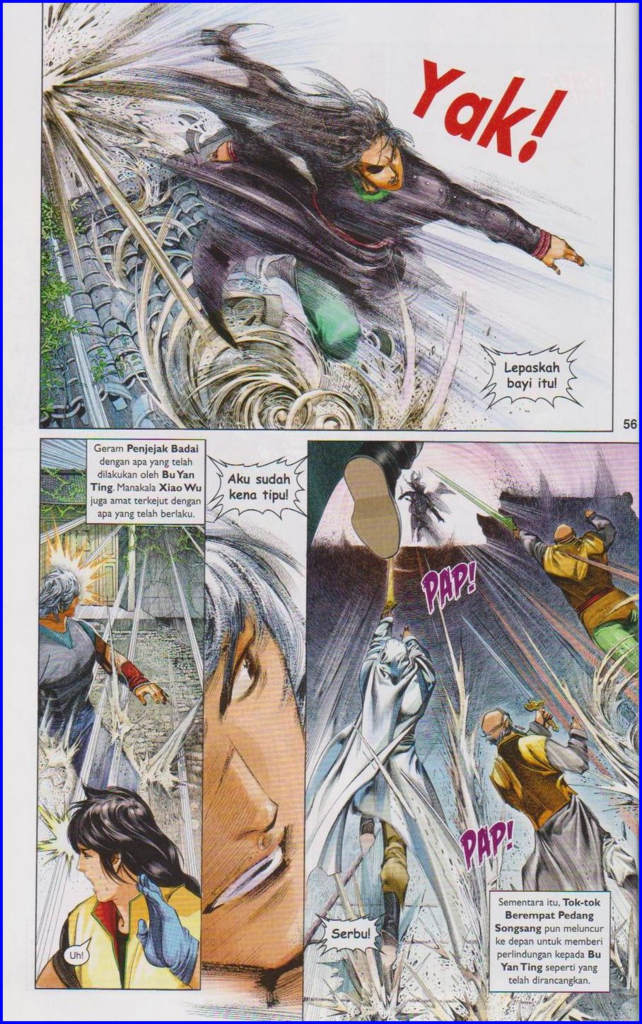 Yak!
Lepaskah
bayi itu!
56
Geram Penjejak Badai
dengan apa yang telah
dilakukan oleh Bu Yan
Ting. Manakala Xiao Wu
juga amat terkejut dengan
apa yang telah berlaku.
Aku sudah
kena tipu!
Uh!
PAP!
PAP!
Serbu!
Sementara itu, Tok-tok
Berempat Pedang
Songsang pun meluncur
ke depan untuk memberi
perlindungan kepada Bu
Yan Ting seperti yang
telah dirancangkan.